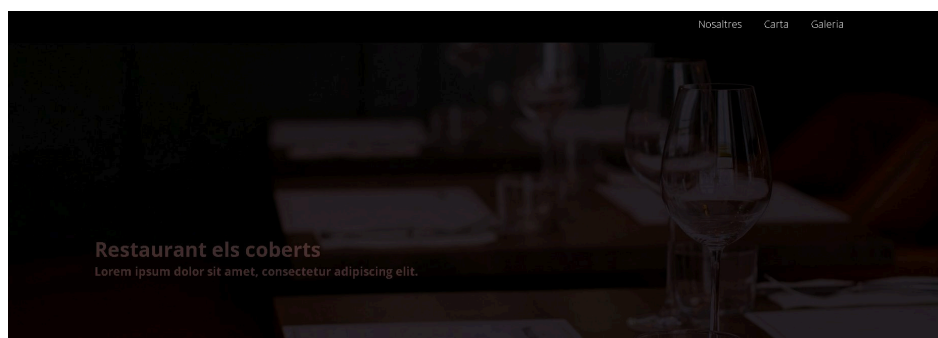 Nosaltres Carta Galeria
Restaurant els coberts
Lorem ipsum dolor sit amet, consectetur adipiscing elit.